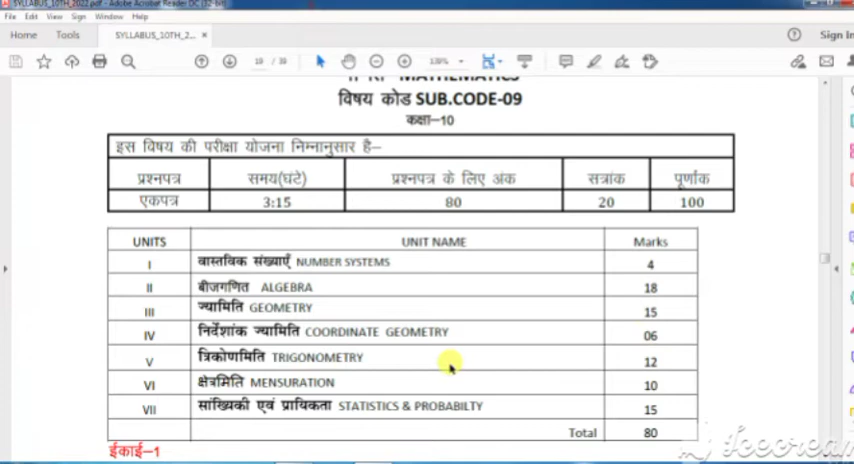 SYLLABUS_10TH_2022.pdf - Adobe Acrobat Reader DC (32-bit)
File Edit View Sign Window Help
Home Tools SYLLABUS_10TH_2... × Sign In
19 / 39 139%
MATHEMATICS
विषय कोड SUB.CODE-09
कक्षा–10
इस विषय की परीक्षा योजना निम्नानुसार है–
प्रश्नपत्र समय(घंटे) प्रश्नपत्र के लिए अंक सत्रांक पूर्णांक
एकपत्र 3:15 80 20 100
UNITS UNIT NAME Marks
I वास्तविक संख्याएँ NUMBER SYSTEMS 4
II बीजगणित ALGEBRA 18
III ज्यामिति GEOMETRY 15
IV निर्देशांक ज्यामिति COORDINATE GEOMETRY 06
V त्रिकोणमिति TRIGONOMETRY 12
VI क्षेत्रमिति MENSURATION 10
VII सांख्यिकी एवं प्रायिकता STATISTICS & PROBABILTY 15
Total 80
ईकाई–1
Icecream